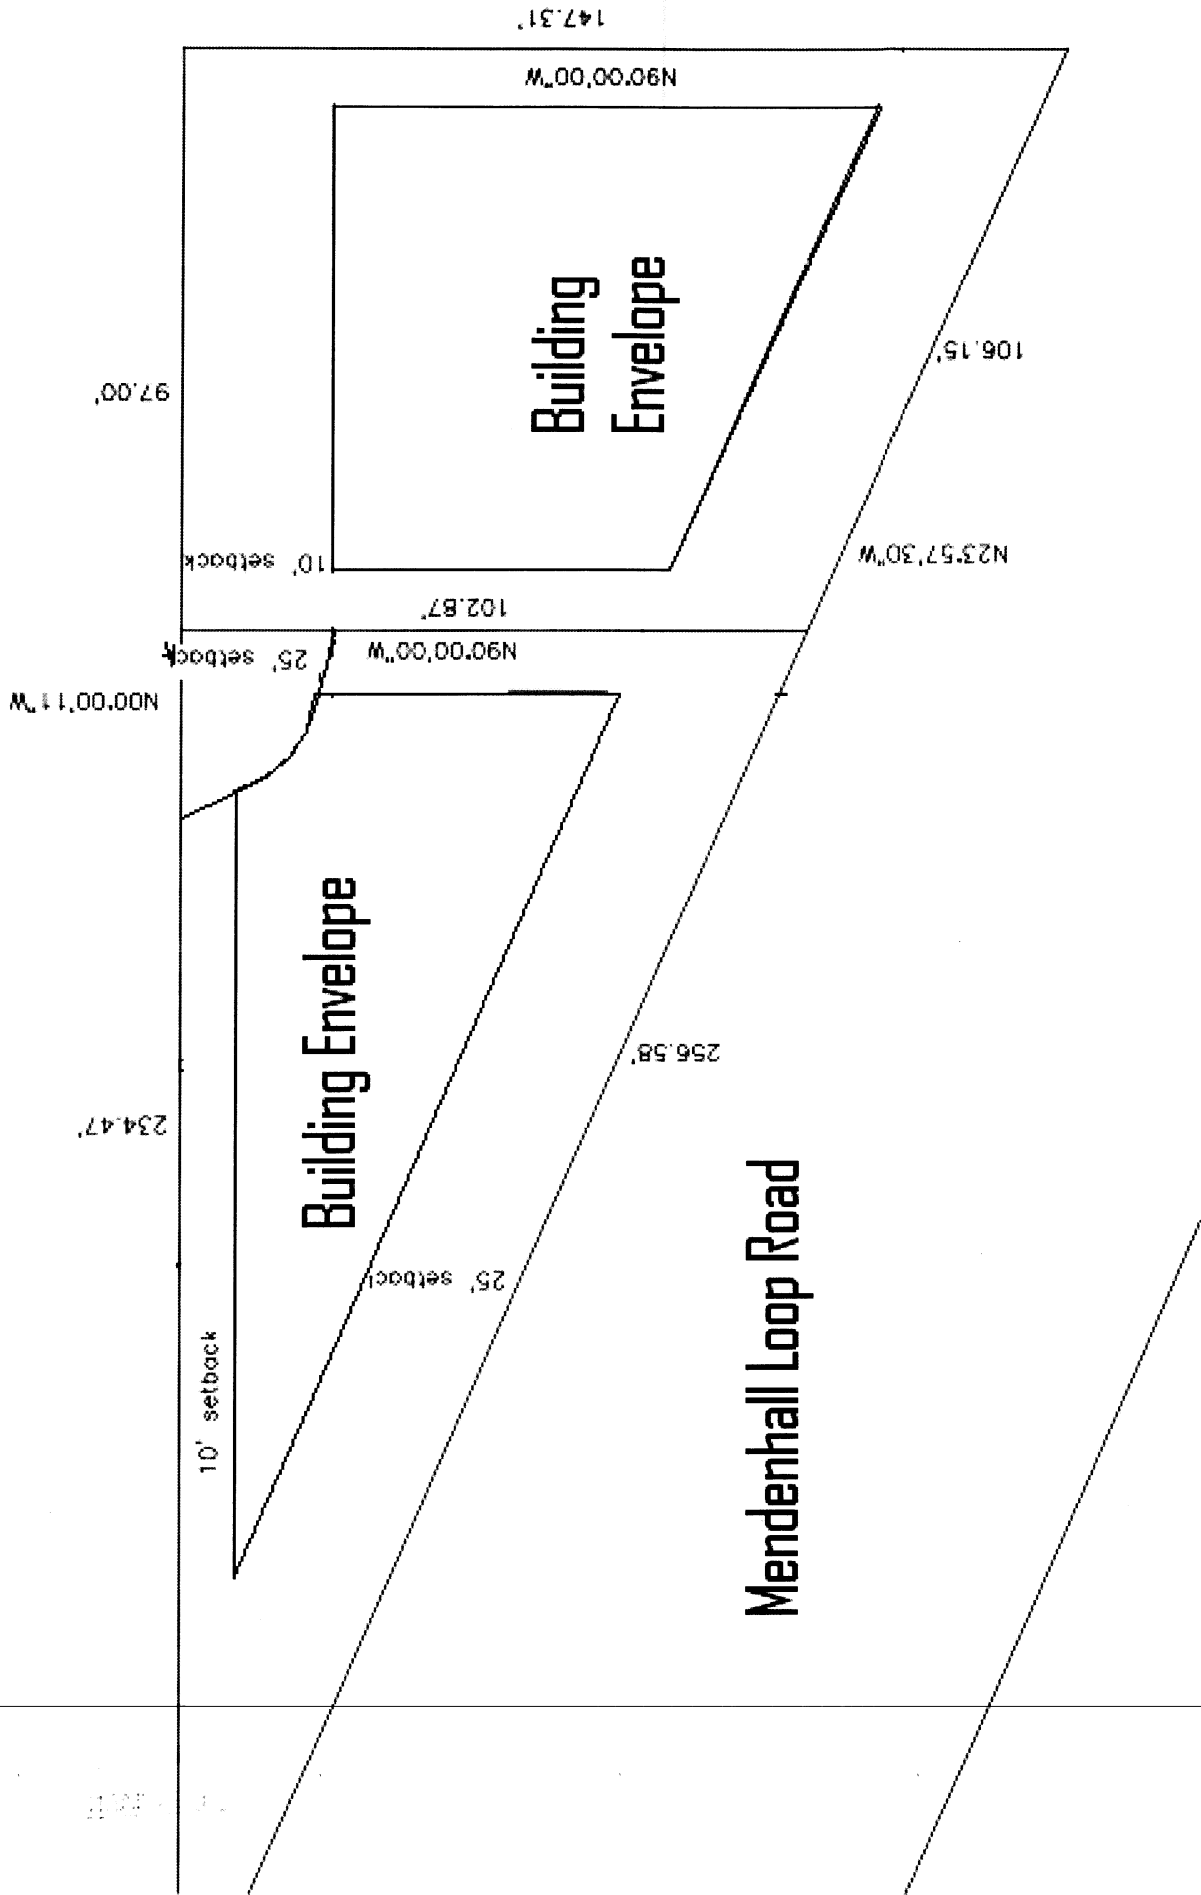 147.31'
N90°00'00"W
97.00'
Building
Envelope
106.15'
10' setback
N23°57'30"W
102.87'
25' setback
N90°00'00"W
N00°00'11"W
Building Envelope
256.58'
234.47'
25' setbacl
10' setback
Mendenhall Loop Road